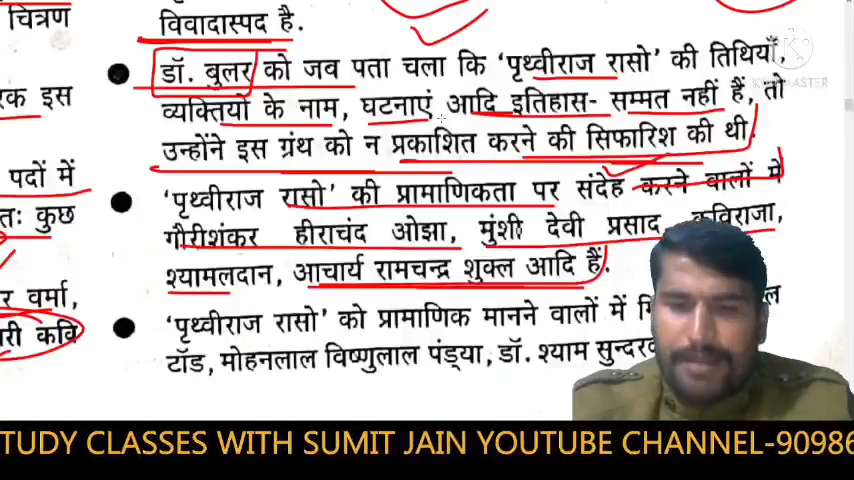 चित्रण
विवादास्पद है.
डॉ. बुलर को जब पता चला कि 'पृथ्वीराज रासो' की तिथियाँ,
रक इस
व्यक्तियों के नाम, घटनाएं आदि इतिहास- सम्मत नहीं हैं, तो
उन्होंने इस ग्रंथ को न प्रकाशित करने की सिफारिश की थी.
पदों में
'पृथ्वीराज रासो' की प्रामाणिकता पर संदेह करने वालों में
तः कुछ
गौरीशंकर हीराचंद ओझा, मुंशी देवी प्रसाद, कविराजा,
श्यामलदान, आचार्य रामचन्द्र शुक्ल आदि हैं.
र वर्मा,
'पृथ्वीराज रासो' को प्रामाणिक मानने वालों में
री कवि
टॉड, मोहनलाल विष्णुलाल पंड्या, डॉ. श्याम
TUDY CLASSES WITH SUMIT JAIN YOUTUBE CHANNEL-90986